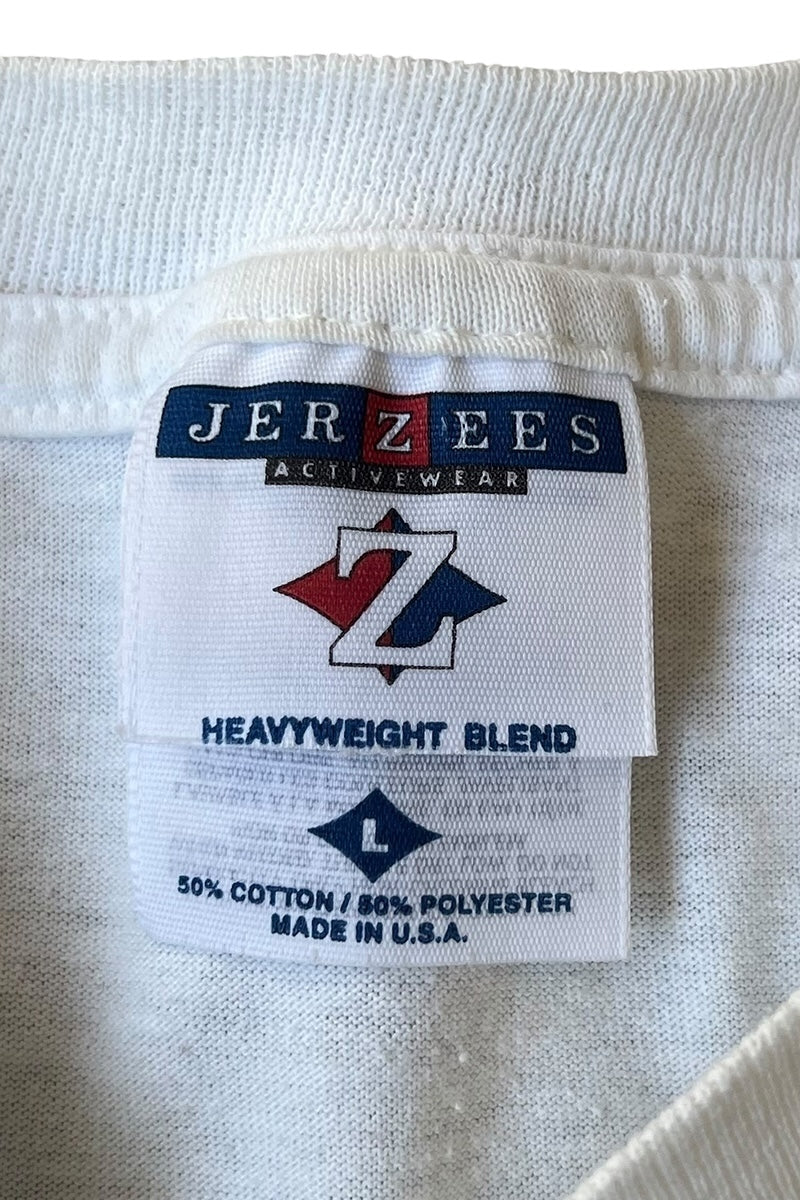 JERZEES
ACTIVEWEAR
Z
HEAVYWEIGHT BLEND
L
50% COTTON / 50% POLYESTER
MADE IN U.S.A.